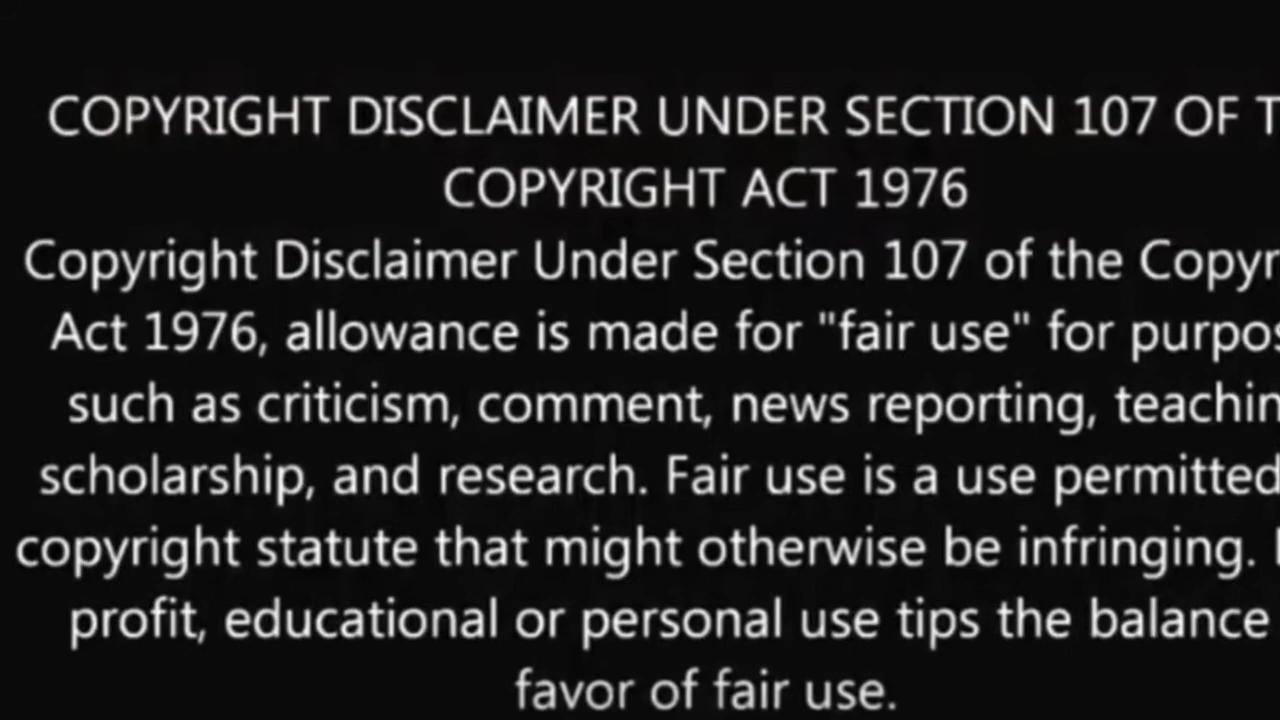 COPYRIGHT DISCLAIMER UNDER SECTION 107 OF T
COPYRIGHT ACT 1976
Copyright Disclaimer Under Section 107 of the Copyr
Act 1976, allowance is made for "fair use" for purpos
such as criticism, comment, news reporting, teachin
scholarship, and research. Fair use is a use permitted
copyright statute that might otherwise be infringing.
profit, educational or personal use tips the balance
favor of fair use.